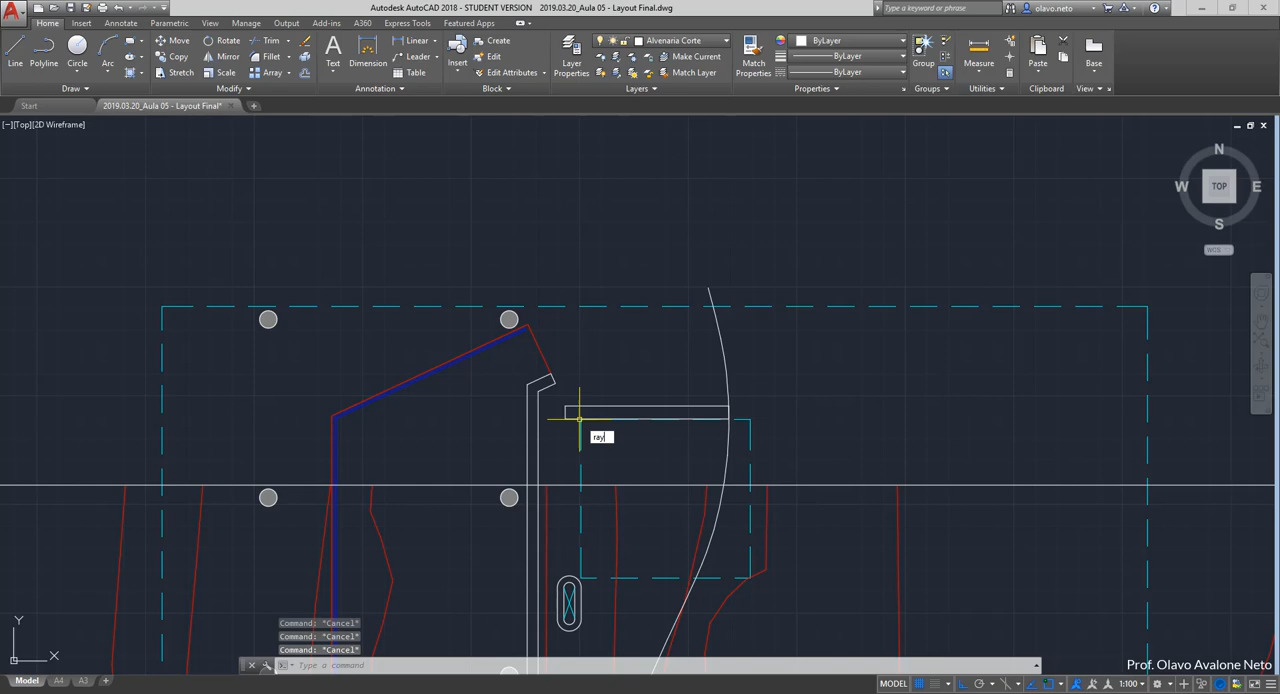 Autodesk AutoCAD 2018 - STUDENT VERSION 2019.03.20_Aula 05 - Layout Final.dwg
Type a keyword or phrase
olavo.neto
Home Insert Annotate Parametric View Manage Output Add-ins A360 Express Tools Featured Apps
Line Polyline Circle Arc
Move Rotate Trim
Copy Mirror Fillet
Stretch Scale Array
Text Dimension
Linear
Leader
Table
Insert
Create
Edit
Edit Attributes
Layer Properties
Alvenaria Corte
Make Current
Match Layer
Match Properties
ByLayer
ByLayer
ByLayer
Group
Measure
Paste
Base
Draw Modify Annotation Block Layers Properties Groups Utilities Clipboard View
Start 2019.03.20_Aula 05 - Layout Final*
[−][Top][2D Wireframe]
N
W TOP E
S
WCS
ray
Y
X
Command: *Cancel*
Command: *Cancel*
Command: *Cancel*
Type a command
Prof. Olavo Avalone Neto
Model A4 A3
MODEL
1:100